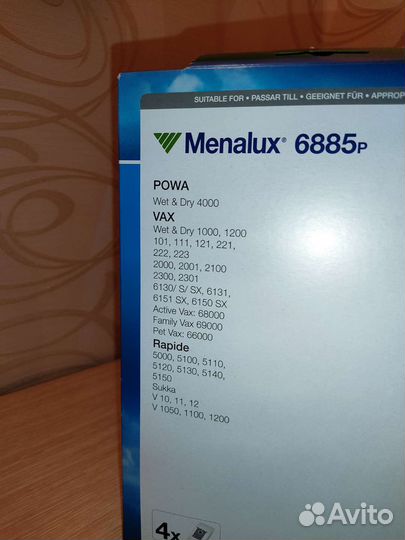 SUITABLE FOR • PASSAR TILL • GEEIGNET FÜR • APPROP
Menalux® 6885P
POWA
Wet & Dry 4000
VAX
Wet & Dry 1000, 1200
101, 111, 121, 221,
222, 223
2000, 2001, 2100
2300, 2301
6130/ S/ SX, 6131,
6151 SX, 6150 SX
Active Vax: 68000
Family Vax 69000
Pet Vax: 66000
Rapide
5000, 5100, 5110,
5120, 5130, 5140,
5150
Sukka
V 10, 11, 12
V 1050, 1100, 1200
4x
Avito